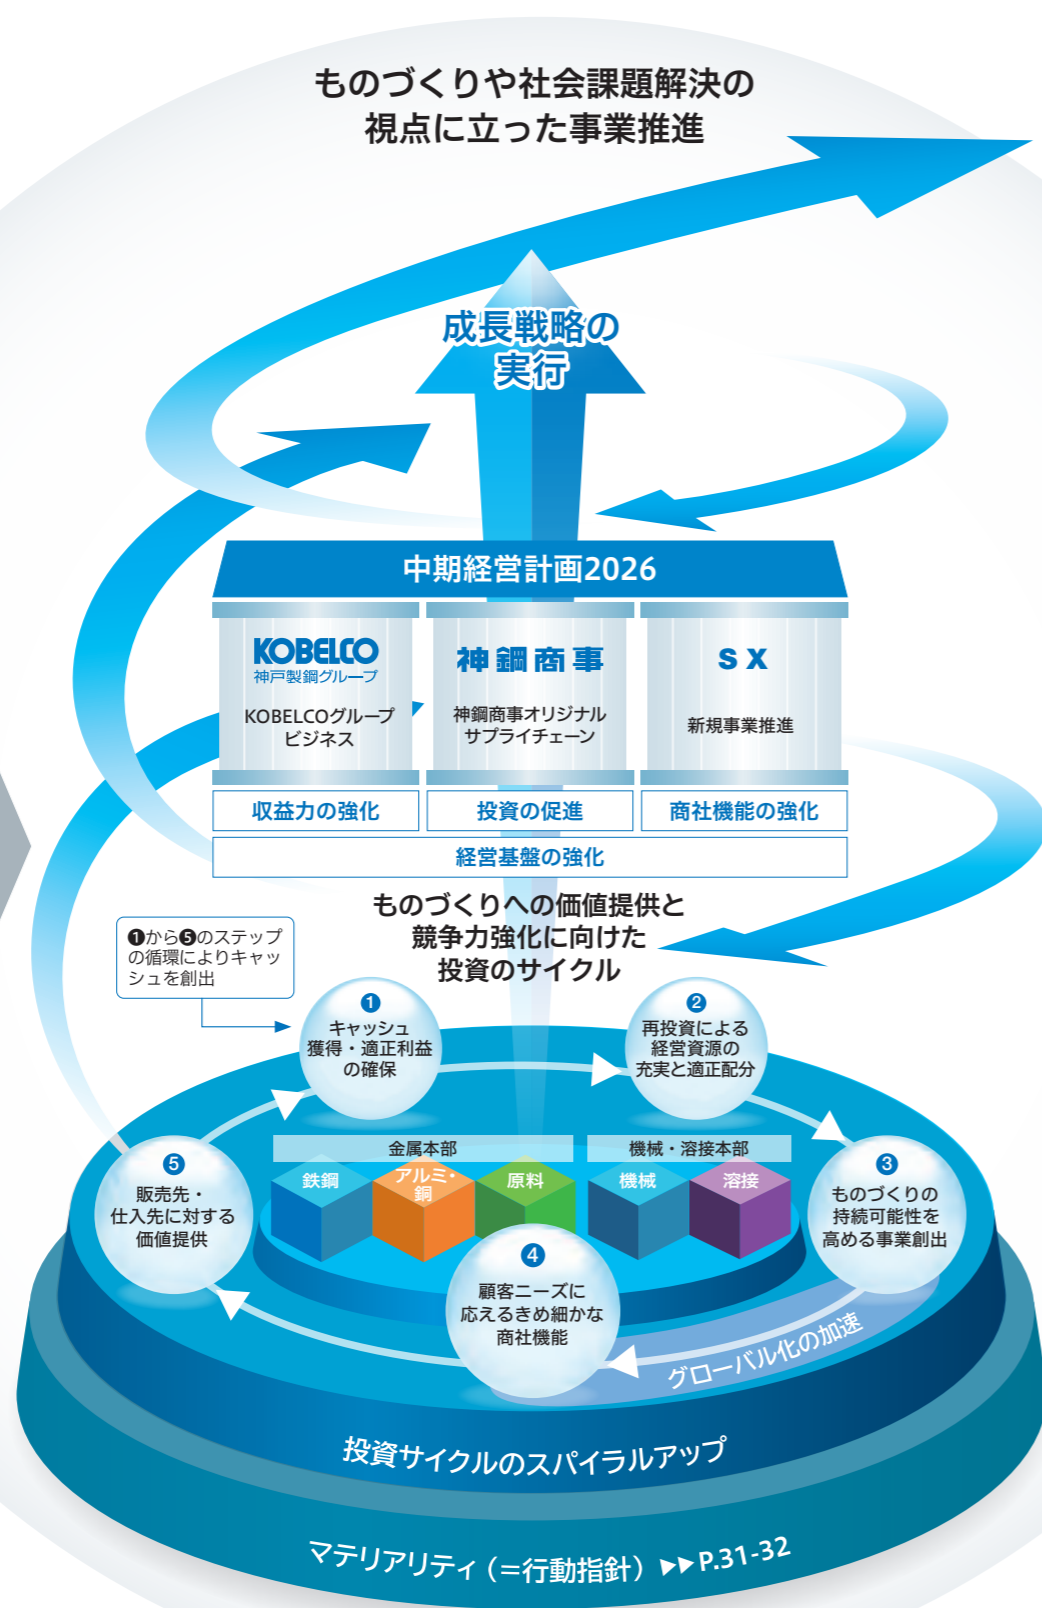 ものづくりや社会課題解決の
視点に立った事業推進
成長戦略の
実行
中期経営計画2026
KOBELCO
神戸製鋼グループ
KOBELCOグループ
ビジネス
神鋼商事
神鋼商事オリジナル
サプライチェーン
SX
新規事業推進
収益力の強化
投資の促進
商社機能の強化
経営基盤の強化
ものづくりへの価値提供と
競争力強化に向けた
投資のサイクル
❶から❺のステップ
の循環によりキャッ
シュを創出
❶
キャッシュ
獲得・適正利益
の確保
❷
再投資による
経営資源の
充実と適正配分
❸
ものづくりの
持続可能性を
高める事業創出
❹
顧客ニーズに
応えるきめ細かな
商社機能
❺
販売先・
仕入先に対する
価値提供
金属本部
鉄鋼
アルミ・
銅
原料
機械・溶接本部
機械
溶接
グローバル化の加速
投資サイクルのスパイラルアップ
マテリアリティ(=行動指針)▶▶P.31-32